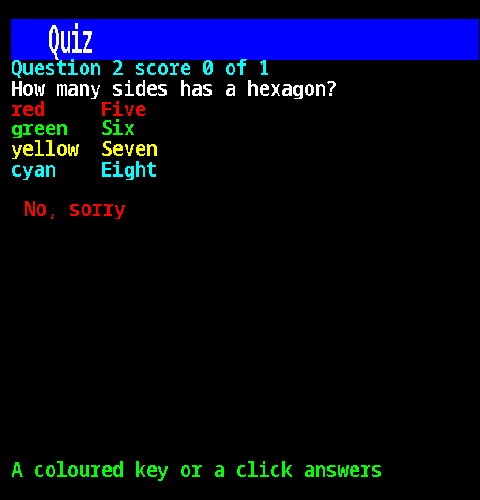 Quiz
Question 2 score 0 of 1
How many sides has a hexagon?
red Five
green Six
yellow Seven
cyan Eight
No, sorry
A coloured key or a click answers